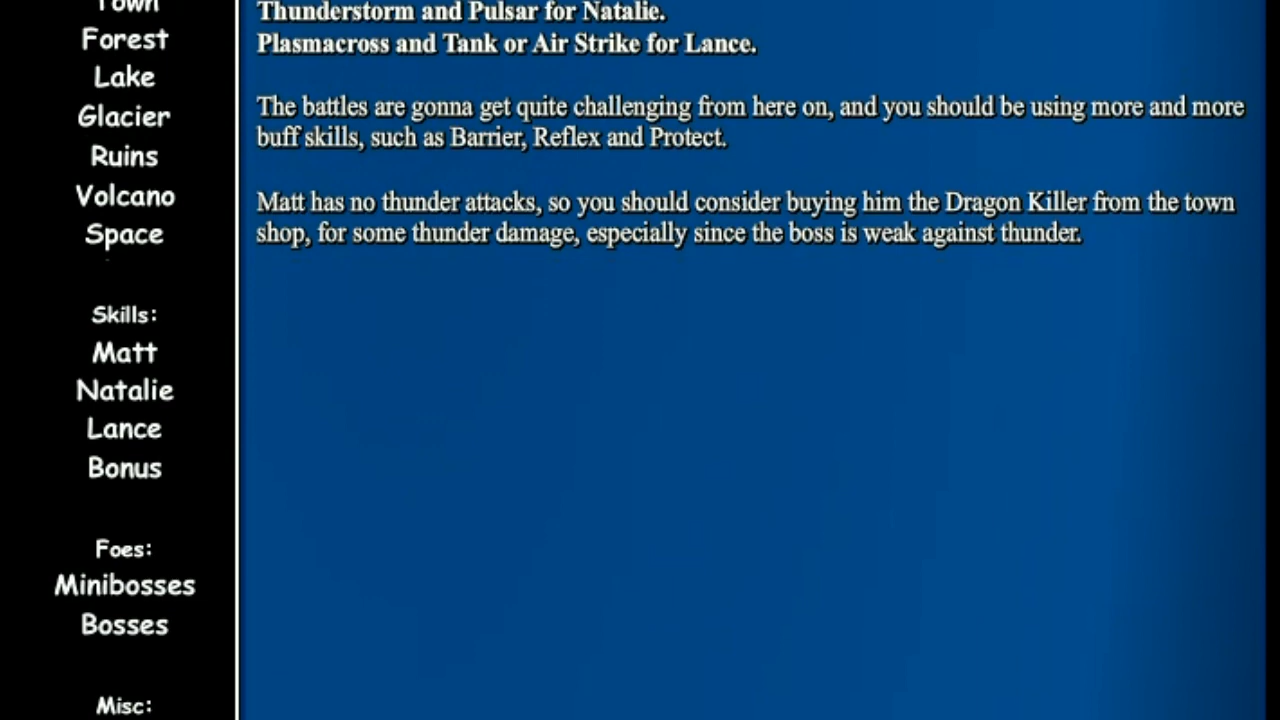 Town
Forest
Lake
Glacier
Ruins
Volcano
Space
Skills:
Matt
Natalie
Lance
Bonus
Foes:
Minibosses
Bosses
Misc:
Thunderstorm and Pulsar for Natalie.
Plasmacross and Tank or Air Strike for Lance.
The battles are gonna get quite challenging from here on, and you should be using more and more
buff skills, such as Barrier, Reflex and Protect.
Matt has no thunder attacks, so you should consider buying him the Dragon Killer from the town
shop, for some thunder damage, especially since the boss is weak against thunder.